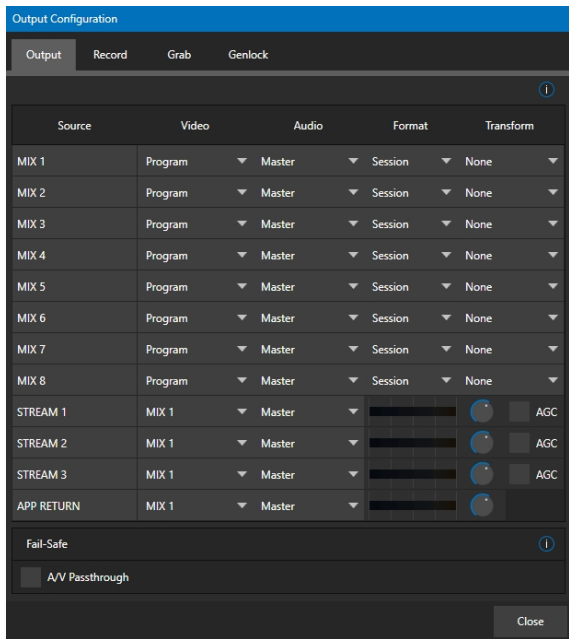 Output Configuration
Output Record Grab Genlock
i
Source Video Audio Format Transform
MIX 1 Program Master Session None
MIX 2 Program Master Session None
MIX 3 Program Master Session None
MIX 4 Program Master Session None
MIX 5 Program Master Session None
MIX 6 Program Master Session None
MIX 7 Program Master Session None
MIX 8 Program Master Session None
STREAM 1 MIX 1 Master AGC
STREAM 2 MIX 1 Master AGC
STREAM 3 MIX 1 Master AGC
APP RETURN MIX 1 Master
Fail-Safe i
A/V Passthrough
Close